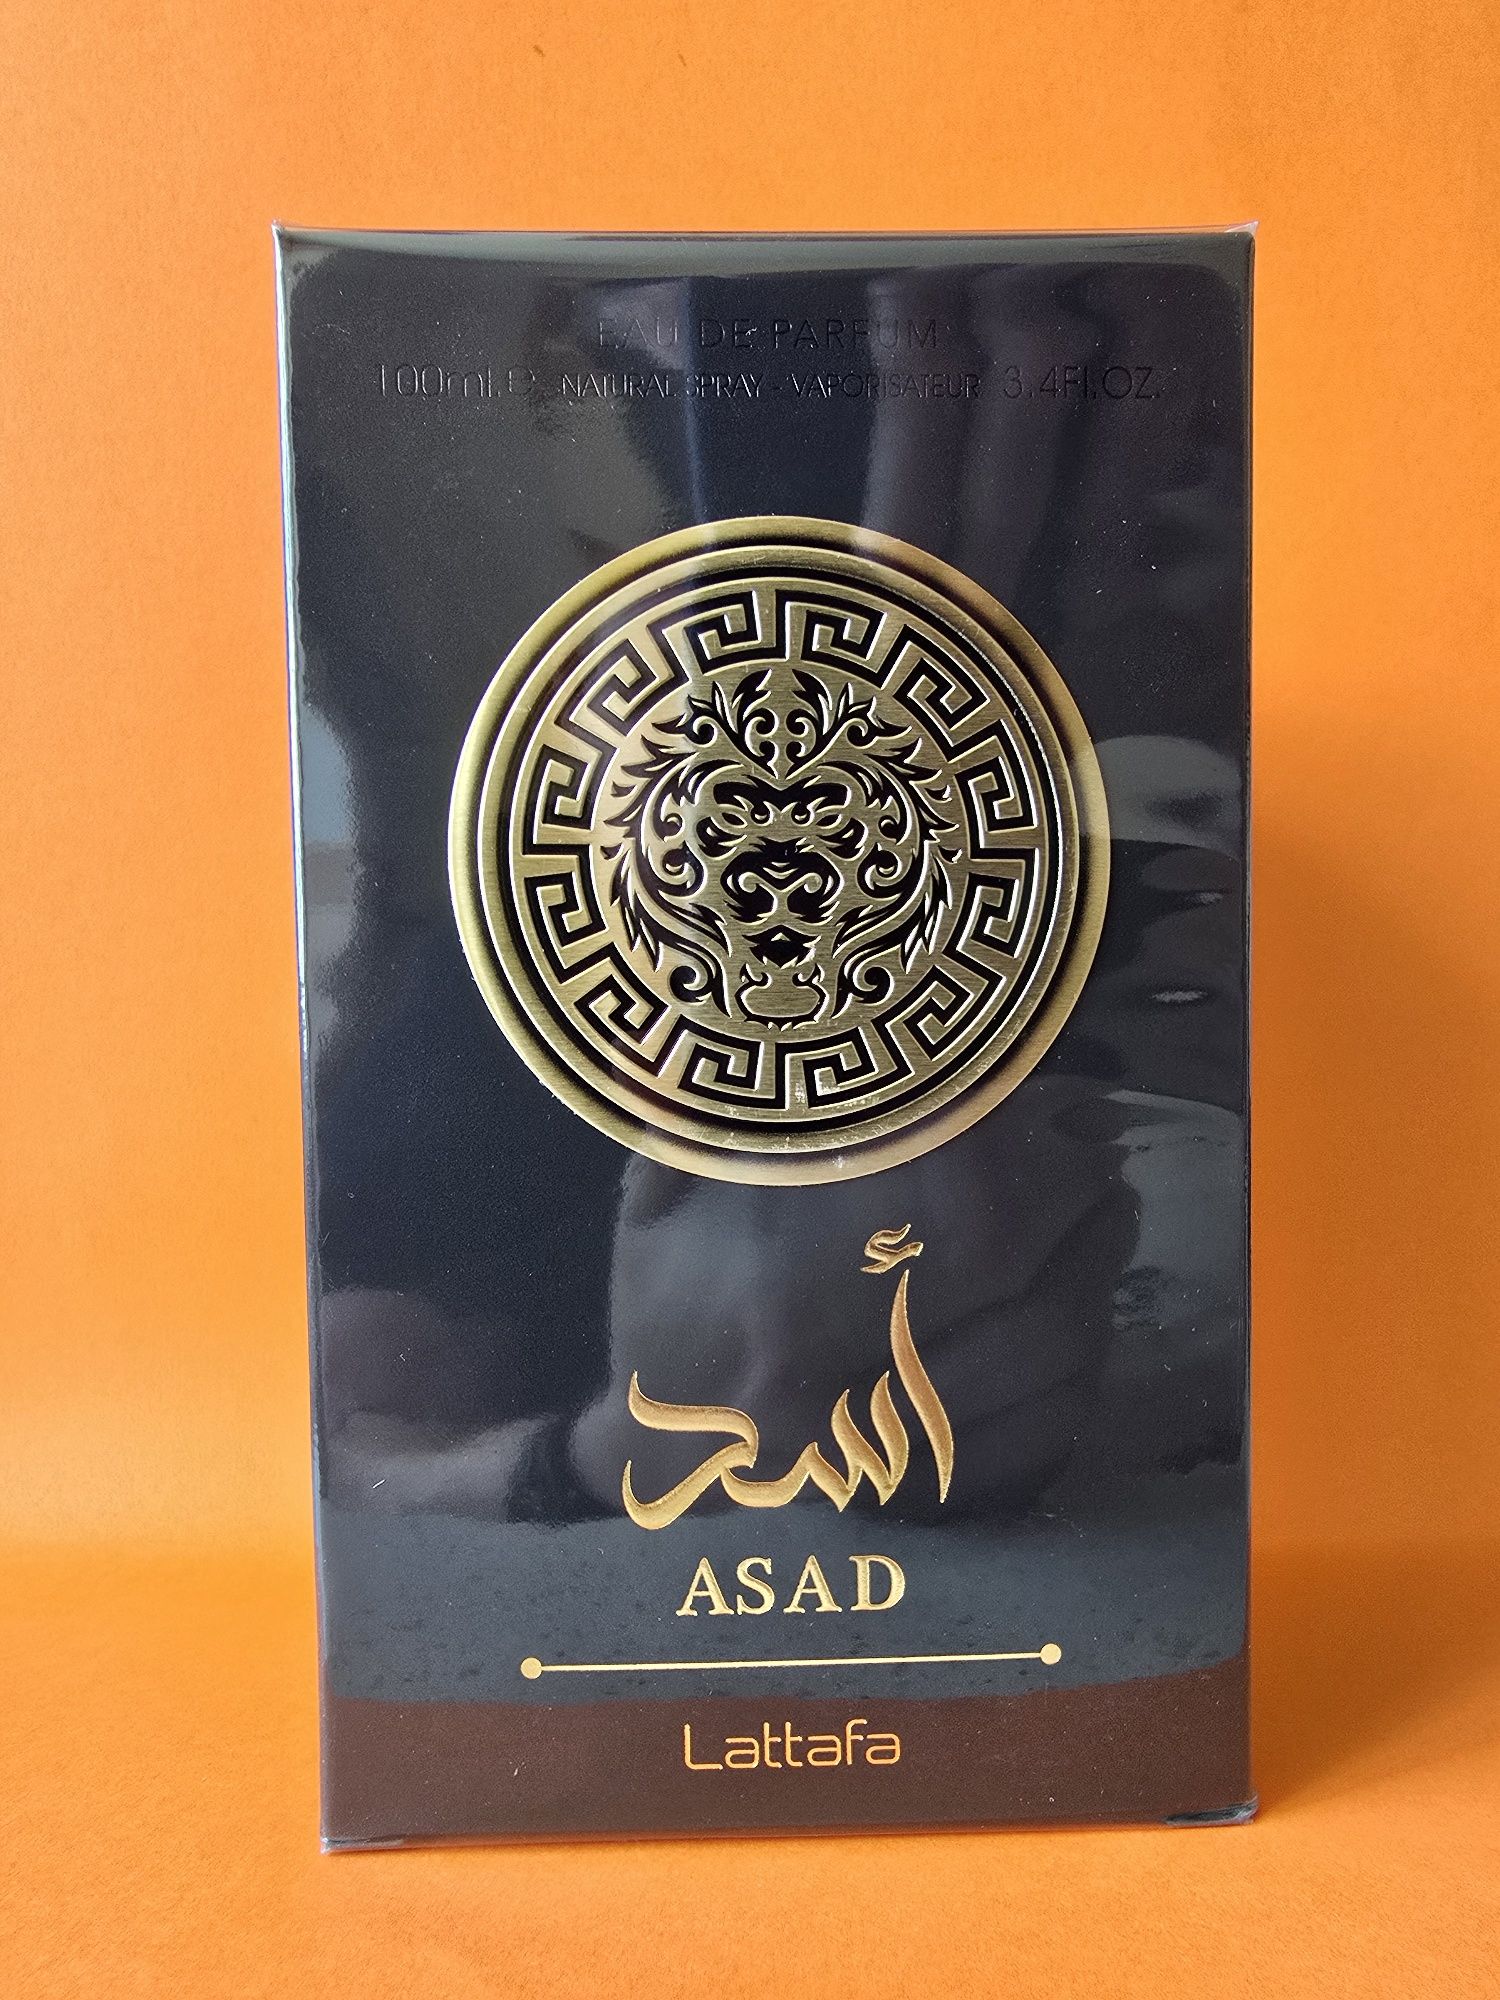 EAU DE PARFUM
100ml.℮ NATURAL SPRAY - VAPORISATEUR 3.4Fl.OZ.
أسد
ASAD
Lattafa